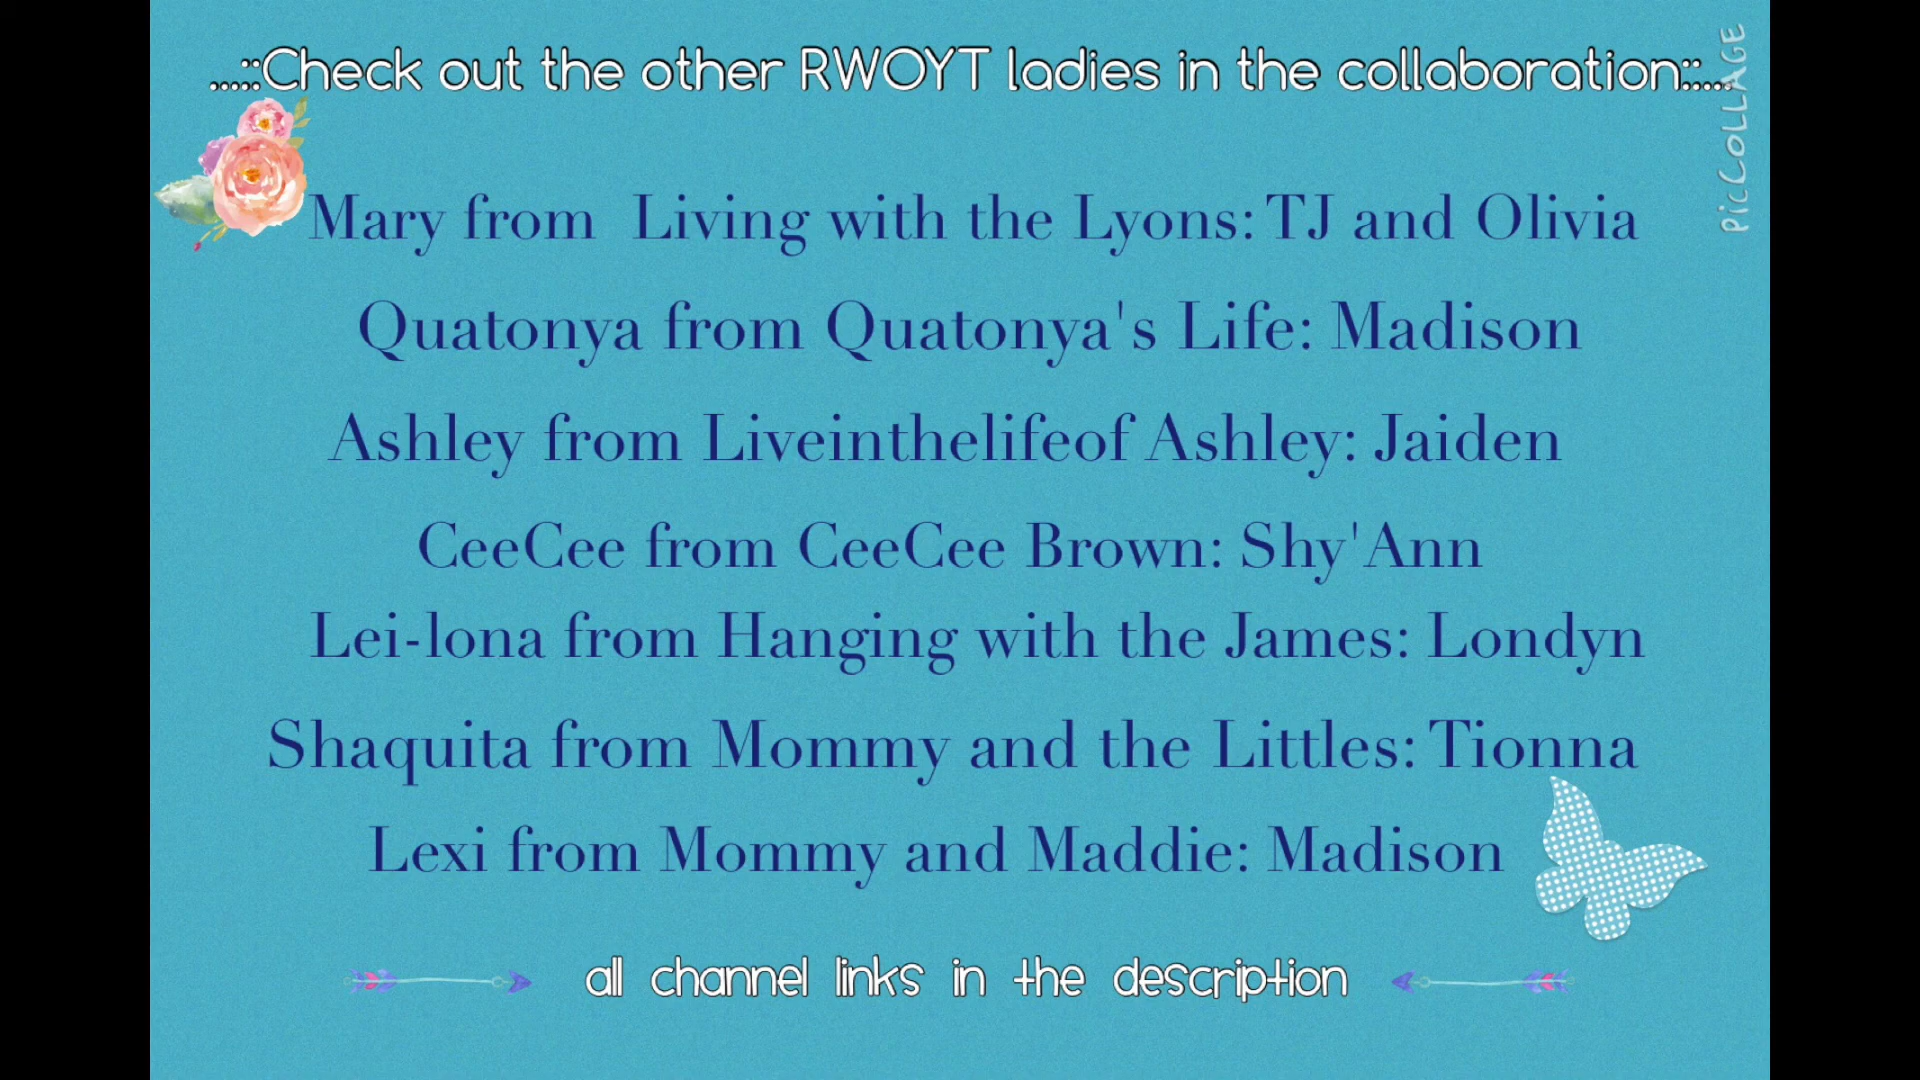 ...::Check out the other RWOYT ladies in the collaboration::...
PiCCOLLAGE
Mary from Living with the Lyons: TJ and Olivia
Quatonya from Quatonya's Life: Madison
Ashley from Liveinthelifeof Ashley: Jaiden
CeeCee from CeeCee Brown: Shy'Ann
Lei-lona from Hanging with the James: Londyn
Shaquita from Mommy and the Littles: Tionna
Lexi from Mommy and Maddie: Madison
all channel links in the description